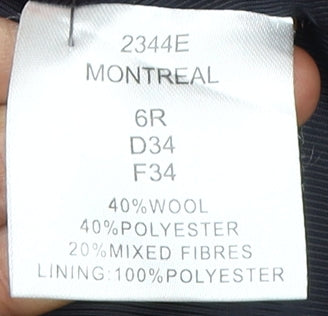 2344E
MONTREAL
6R
D34
F34
40%WOOL
40%POLYESTER
20%MIXED FIBRES
LINING:100%POLYESTER